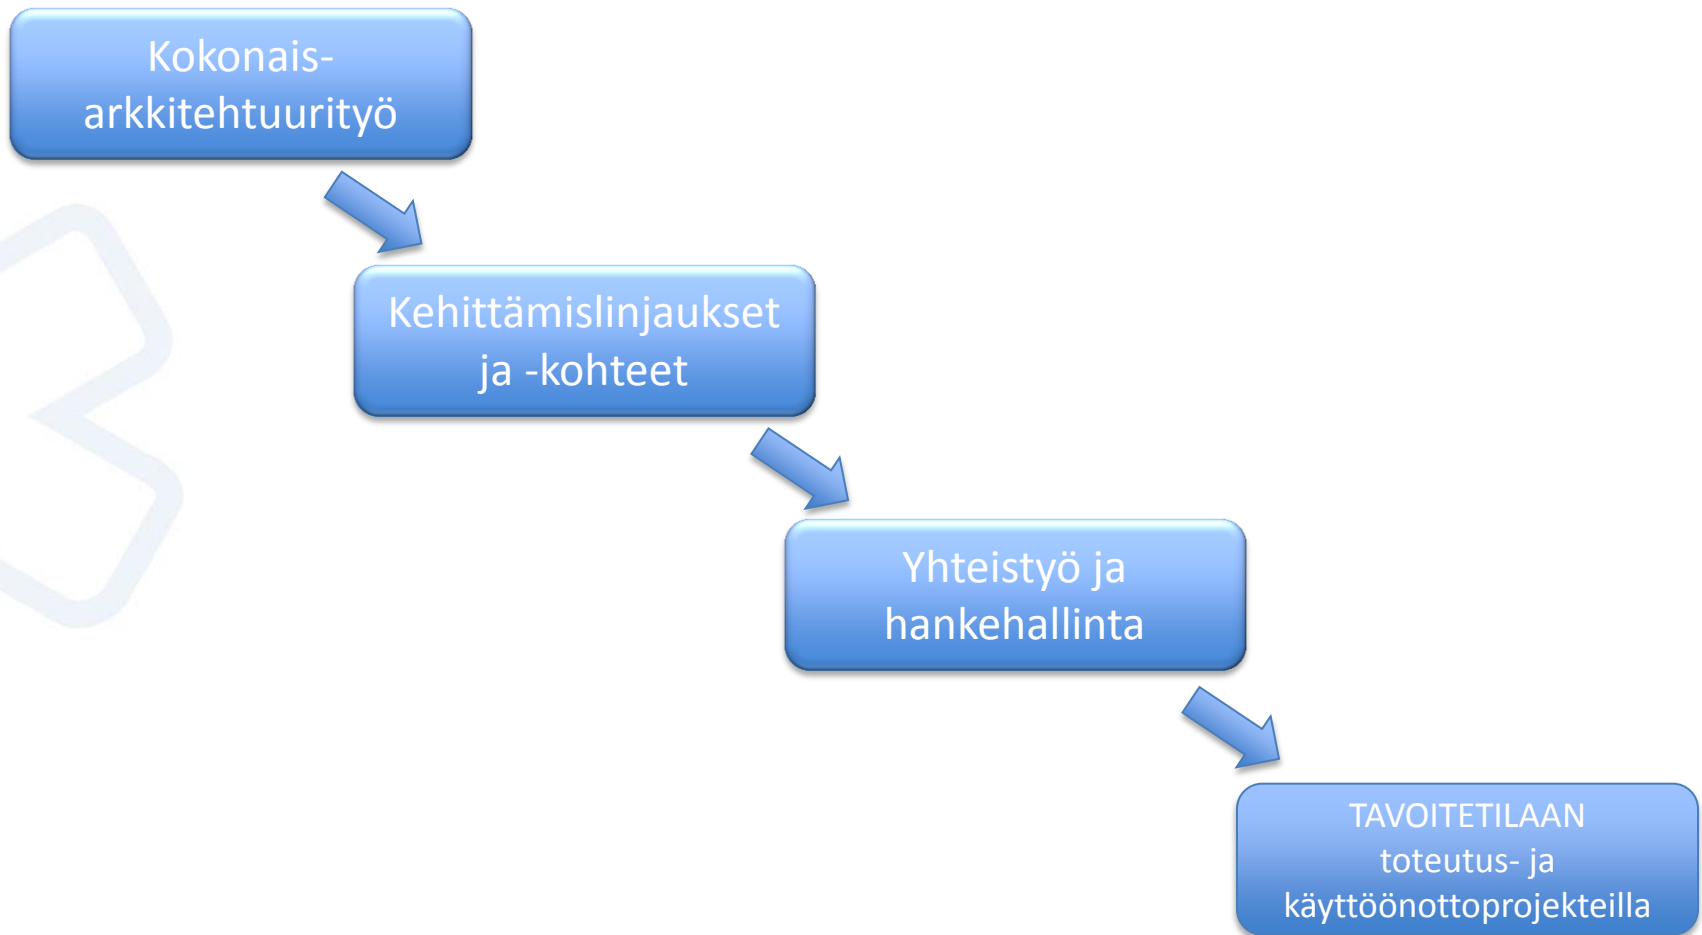 Kokonais-
arkkitehtuurityö
Kehittämislinjaukset
ja -kohteet
Yhteistyö ja
hankehallinta
TAVOITETILAAN
toteutus- ja
käyttöönottoprojekteilla